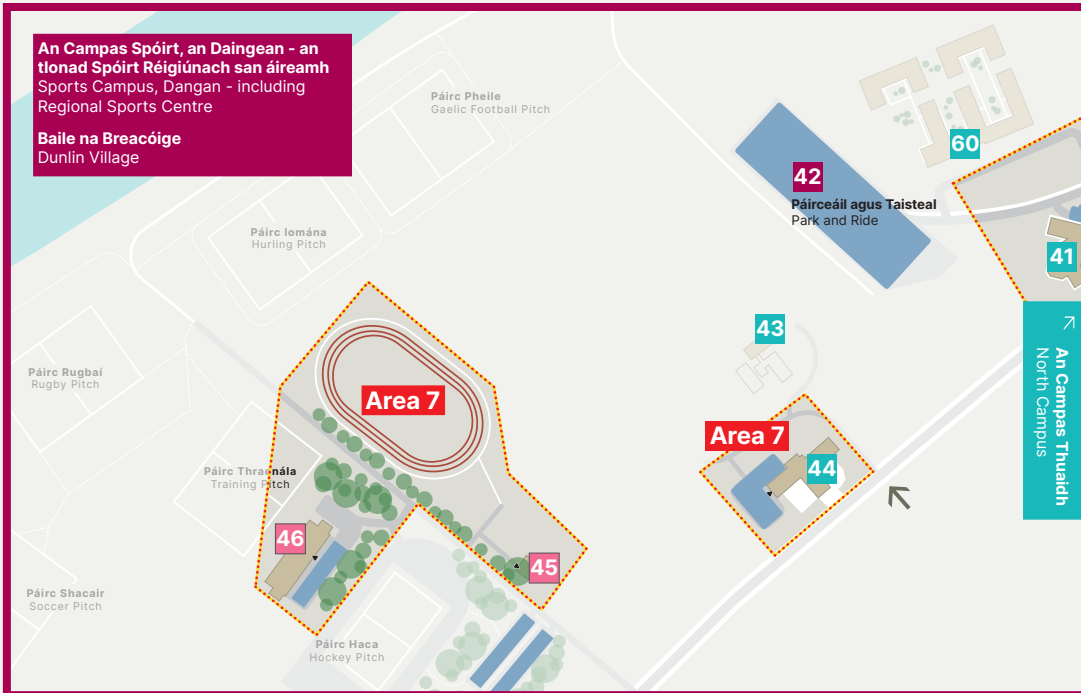 An Campas Spóirt, an Daingean - an
tIonad Spóirt Réigiúnach san áireamh
Sports Campus, Dangan - including
Regional Sports Centre
Baile na Breacóige
Dunlin Village
Páirc Pheile
Gaelic Football Pitch
60
42
Páirceáil agus Taisteal
Park and Ride
Páirc Iomána
Hurling Pitch
41
43
An Campas Thuaidh
North Campus
Páirc Rugbaí
Rugby Pitch
Area 7
Area 7
44
Páirc Thraenála
Training Pitch
46
45
Páirc Shacair
Soccer Pitch
Páirc Haca
Hockey Pitch